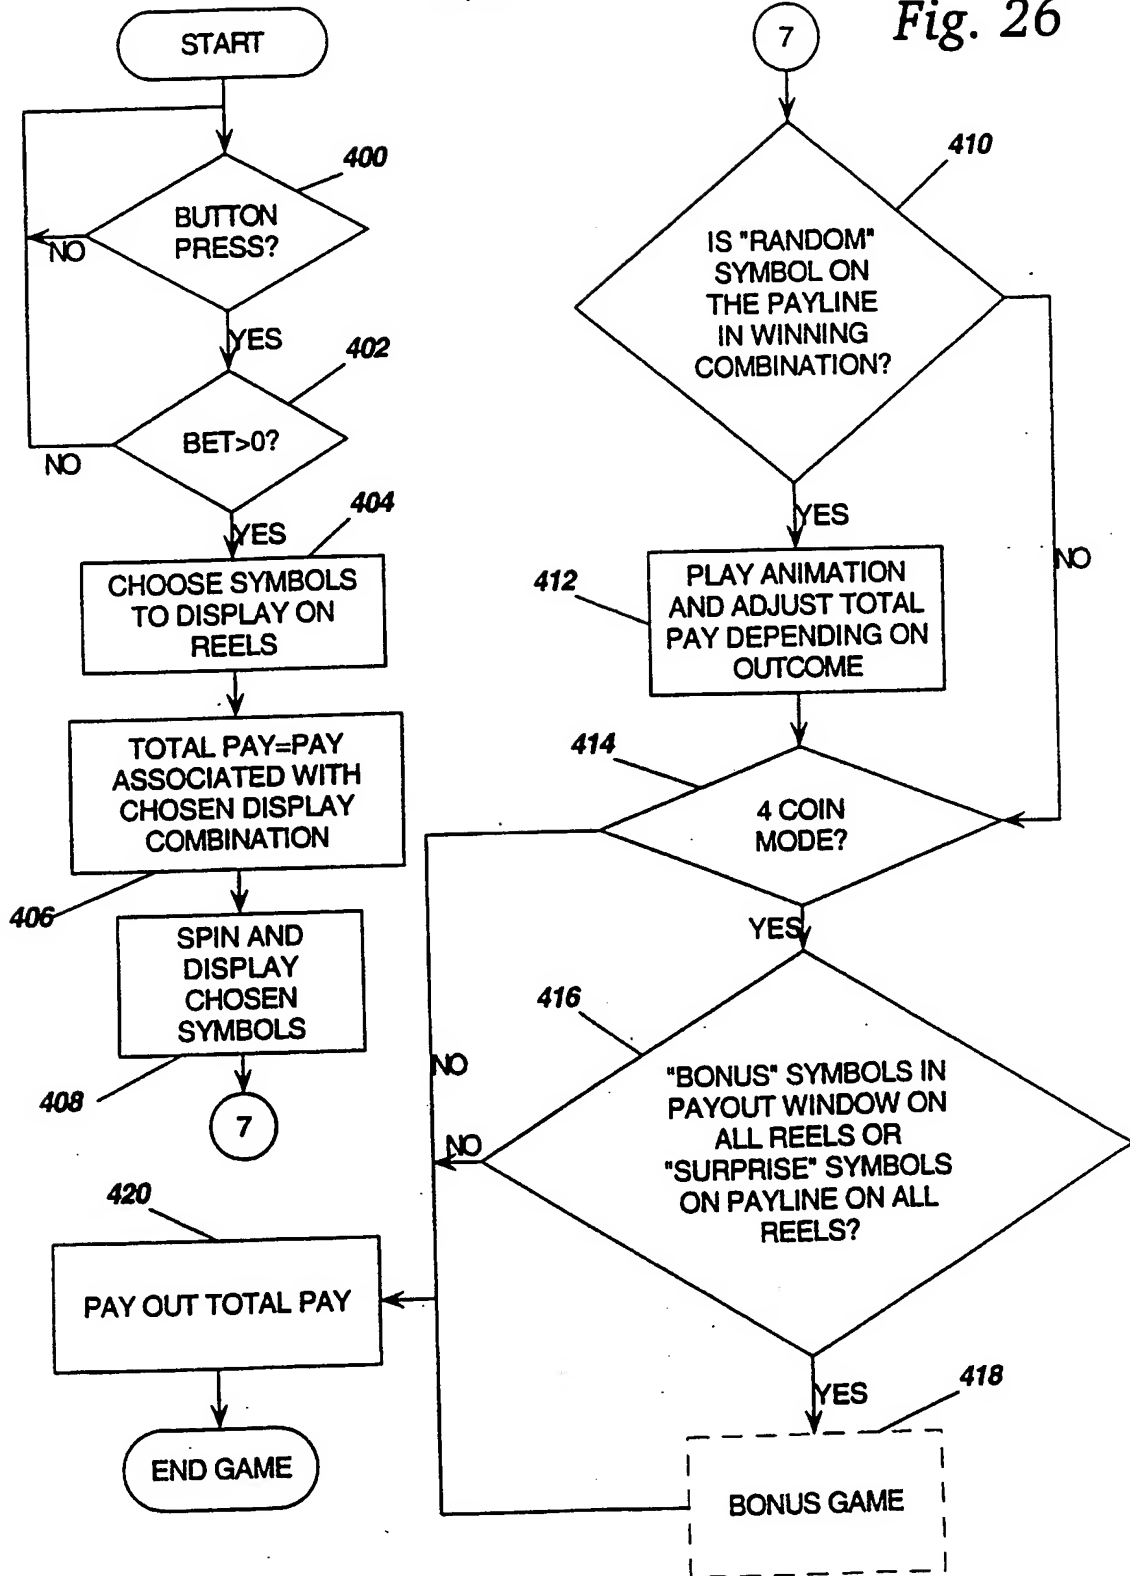 Fig. 26
START
400
BUTTON
PRESS?
NO
YES
402
BET>0?
NO
YES
404
CHOOSE SYMBOLS
TO DISPLAY ON
REELS
TOTAL PAY=PAY
ASSOCIATED WITH
CHOSEN DISPLAY
COMBINATION
406
SPIN AND
DISPLAY
CHOSEN
SYMBOLS
408
7
7
410
IS "RANDOM"
SYMBOL ON
THE PAYLINE
IN WINNING
COMBINATION?
YES
NO
412
PLAY ANIMATION
AND ADJUST TOTAL
PAY DEPENDING ON
OUTCOME
414
4 COIN
MODE?
YES
NO
416
"BONUS" SYMBOLS IN
PAYOUT WINDOW ON
ALL REELS OR
"SURPRISE" SYMBOLS
ON PAYLINE ON ALL
REELS?
NO
YES
418
BONUS GAME
420
PAY OUT TOTAL PAY
END GAME